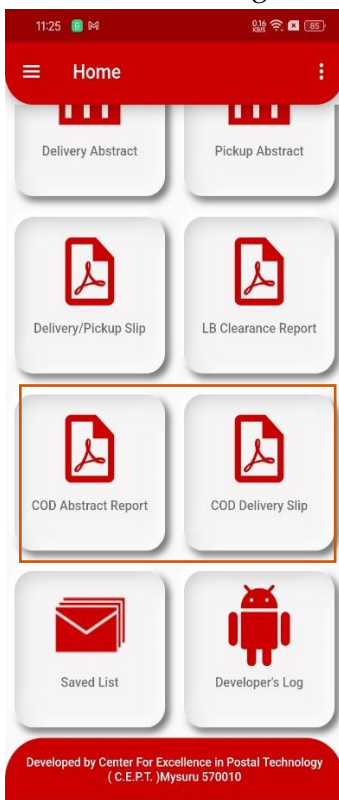 11:25 0.16 KB/S 85
Home
Delivery Abstract Pickup Abstract
Delivery/Pickup Slip LB Clearance Report
COD Abstract Report COD Delivery Slip
Saved List Developer's Log
Developed by Center For Excellence in Postal Technology
( C.E.P.T. )Mysuru 570010